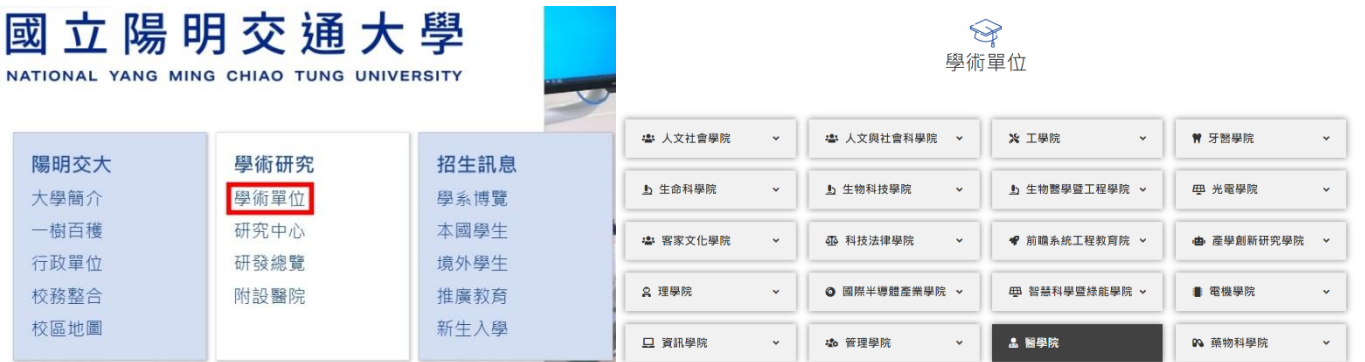 國立陽明交通大學
NATIONAL YANG MING CHIAO TUNG UNIVERSITY
陽明交大
大學簡介
一樹百穫
行政單位
校務整合
校區地圖
學術研究
學術單位
研究中心
研發總覽
附設醫院
招生訊息
學系博覽
本國學生
境外學生
推廣教育
新生入學
學術單位
人文社會學院
人文與社會科學院
工學院
牙醫學院
生命科學院
生物科技學院
生物醫學暨工程學院
光電學院
客家文化學院
科技法律學院
前瞻系統工程教育院
產學創新研究學院
理學院
國際半導體產業學院
智慧科學暨綠能學院
電機學院
資訊學院
管理學院
醫學院
藥物科學院